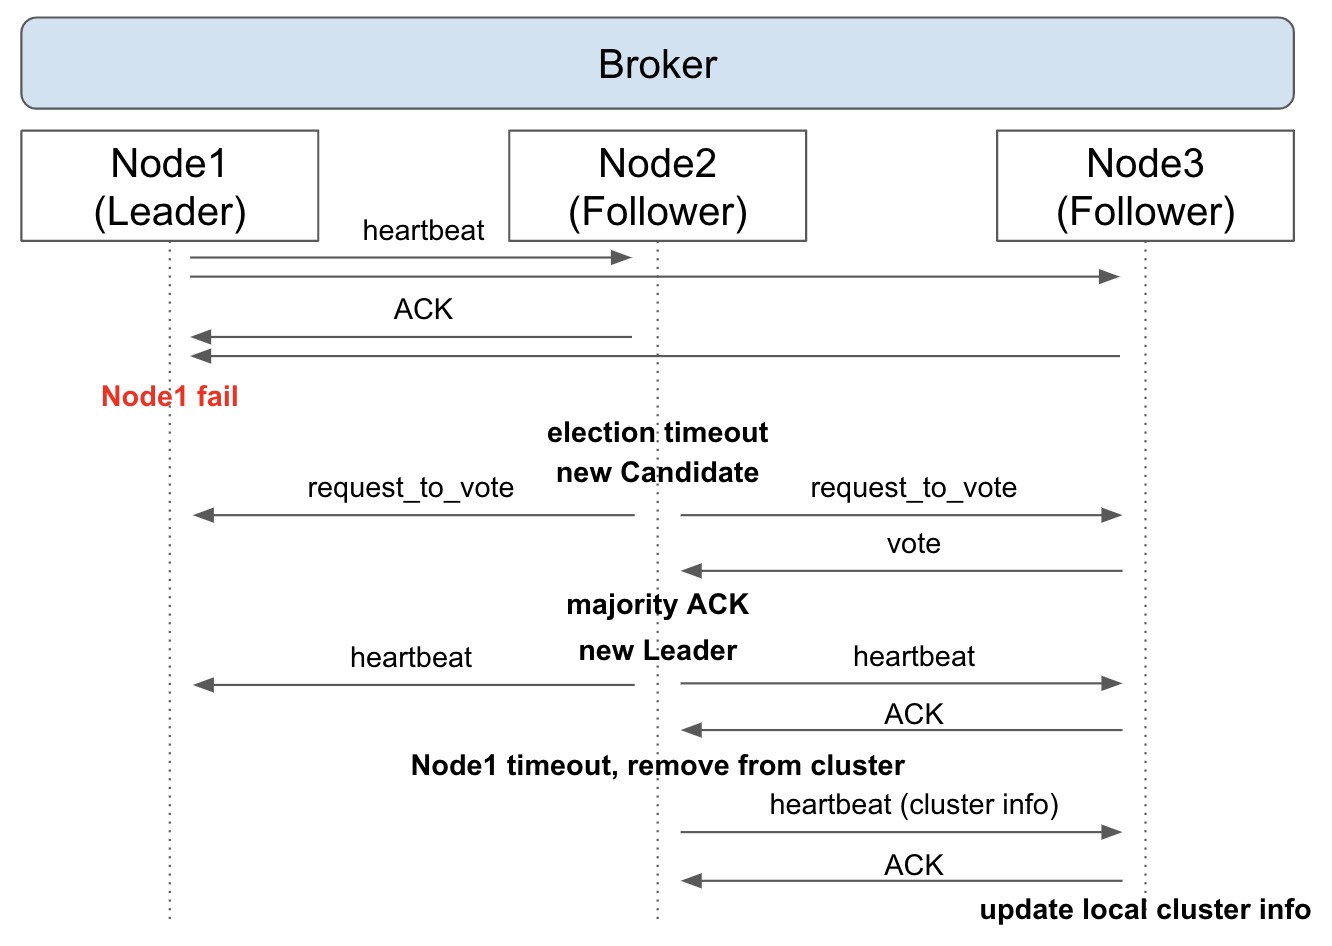 Broker
Node1
(Leader)
Node2
(Follower)
Node3
(Follower)
heartbeat
ACK
Node1 fail
election timeout
new Candidate
request_to_vote
request_to_vote
vote
majority ACK
new Leader
heartbeat
heartbeat
ACK
Node1 timeout, remove from cluster
heartbeat (cluster info)
ACK
update local cluster info